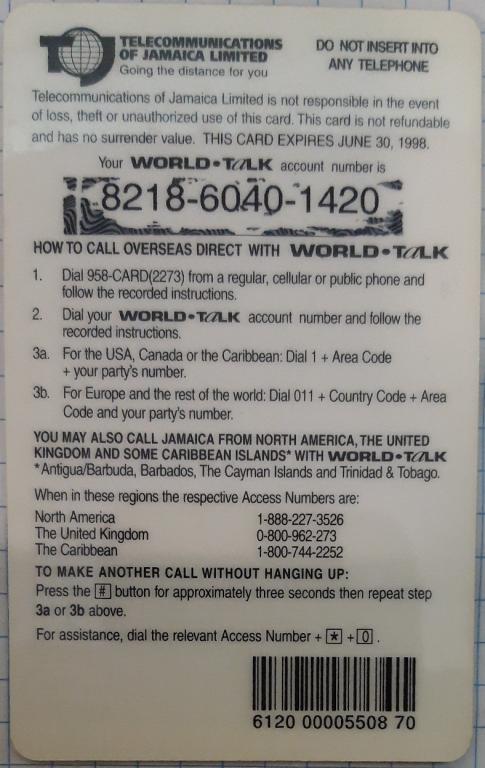 TOJ
TELECOMMUNICATIONS
OF JAMAICA LIMITED
Going the distance for you
DO NOT INSERT INTO
ANY TELEPHONE
Telecommunications of Jamaica Limited is not responsible in the event
of loss, theft or unauthorized use of this card. This card is not refundable
and has no surrender value. THIS CARD EXPIRES JUNE 30, 1998.
Your WORLD•TALK account number is
8218-6040-1420
HOW TO CALL OVERSEAS DIRECT WITH WORLD•TALK
1. Dial 958-CARD(2273) from a regular, cellular or public phone and
follow the recorded instructions.
2. Dial your WORLD•TALK account number and follow the
recorded instructions.
3a. For the USA, Canada or the Caribbean: Dial 1 + Area Code
+ your party's number.
3b. For Europe and the rest of the world: Dial 011 + Country Code + Area
Code and your party's number.
YOU MAY ALSO CALL JAMAICA FROM NORTH AMERICA, THE UNITED
KINGDOM AND SOME CARIBBEAN ISLANDS* WITH WORLD•TALK
*Antigua/Barbuda, Barbados, The Cayman Islands and Trinidad & Tobago.
When in these regions the respective Access Numbers are:
North America 1-888-227-3526
The United Kingdom 0-800-962-273
The Caribbean 1-800-744-2252
TO MAKE ANOTHER CALL WITHOUT HANGING UP:
Press the # button for approximately three seconds then repeat step
3a or 3b above.
For assistance, dial the relevant Access Number + * + 0 .
6120 00005508 70